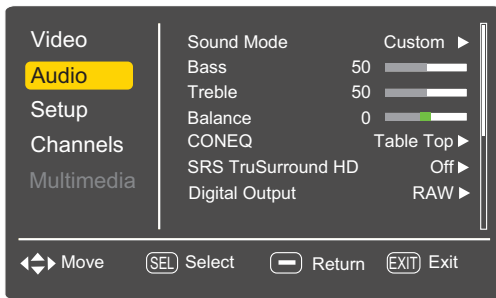 Video
Audio
Setup
Channels
Multimedia
Sound Mode Custom
Bass 50
Treble 50
Balance 0
CONEQ Table Top
SRS TruSurround HD Off
Digital Output RAW
Move SEL Select Return EXIT Exit